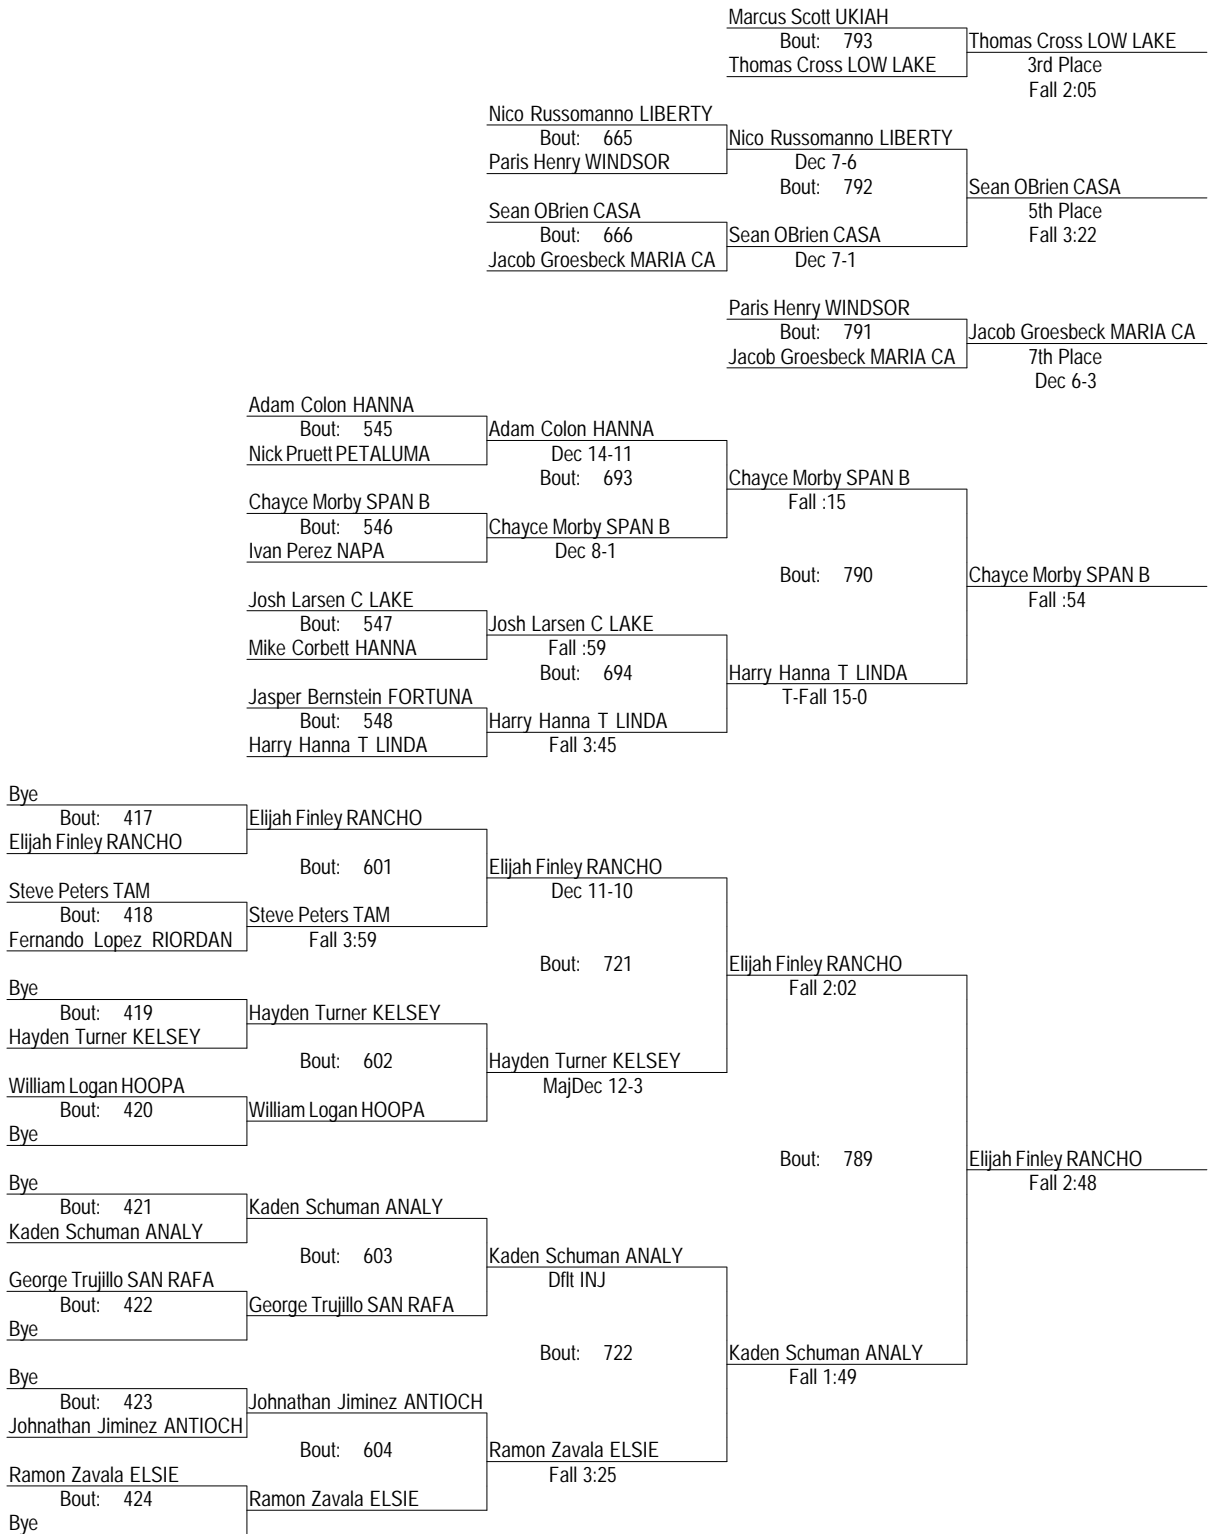 Marcus Scott UKIAH
Bout: 793
Thomas Cross LOW LAKE
Thomas Cross LOW LAKE
3rd Place
Fall 2:05
Nico Russomanno LIBERTY
Bout: 665
Paris Henry WINDSOR
Nico Russomanno LIBERTY
Dec 7-6
Bout: 792
Sean OBrien CASA
Bout: 666
Jacob Groesbeck MARIA CA
Sean OBrien CASA
Dec 7-1
Sean OBrien CASA
5th Place
Fall 3:22
Paris Henry WINDSOR
Bout: 791
Jacob Groesbeck MARIA CA
Jacob Groesbeck MARIA CA
7th Place
Dec 6-3
Adam Colon HANNA
Bout: 545
Nick Pruett PETALUMA
Adam Colon HANNA
Dec 14-11
Bout: 693
Chayce Morby SPAN B
Bout: 546
Ivan Perez NAPA
Chayce Morby SPAN B
Dec 8-1
Chayce Morby SPAN B
Fall :15
Bout: 790
Chayce Morby SPAN B
Fall :54
Josh Larsen C LAKE
Bout: 547
Mike Corbett HANNA
Josh Larsen C LAKE
Fall :59
Bout: 694
Jasper Bernstein FORTUNA
Bout: 548
Harry Hanna T LINDA
Harry Hanna T LINDA
Fall 3:45
Harry Hanna T LINDA
T-Fall 15-0
Bye
Bout: 417
Elijah Finley RANCHO
Elijah Finley RANCHO
Bout: 601
Steve Peters TAM
Bout: 418
Fernando Lopez RIORDAN
Steve Peters TAM
Fall 3:59
Elijah Finley RANCHO
Dec 11-10
Bout: 721
Bye
Bout: 419
Hayden Turner KELSEY
Hayden Turner KELSEY
Bout: 602
William Logan HOOPA
Bout: 420
Bye
William Logan HOOPA
Hayden Turner KELSEY
MajDec 12-3
Elijah Finley RANCHO
Fall 2:02
Bout: 789
Elijah Finley RANCHO
Fall 2:48
Bye
Bout: 421
Kaden Schuman ANALY
Kaden Schuman ANALY
Bout: 603
George Trujillo SAN RAFA
Bout: 422
Bye
George Trujillo SAN RAFA
Kaden Schuman ANALY
Dflt INJ
Bout: 722
Kaden Schuman ANALY
Fall 1:49
Bye
Bout: 423
Johnathan Jiminez ANTIOCH
Johnathan Jiminez ANTIOCH
Bout: 604
Ramon Zavala ELSIE
Bout: 424
Bye
Ramon Zavala ELSIE
Ramon Zavala ELSIE
Fall 3:25